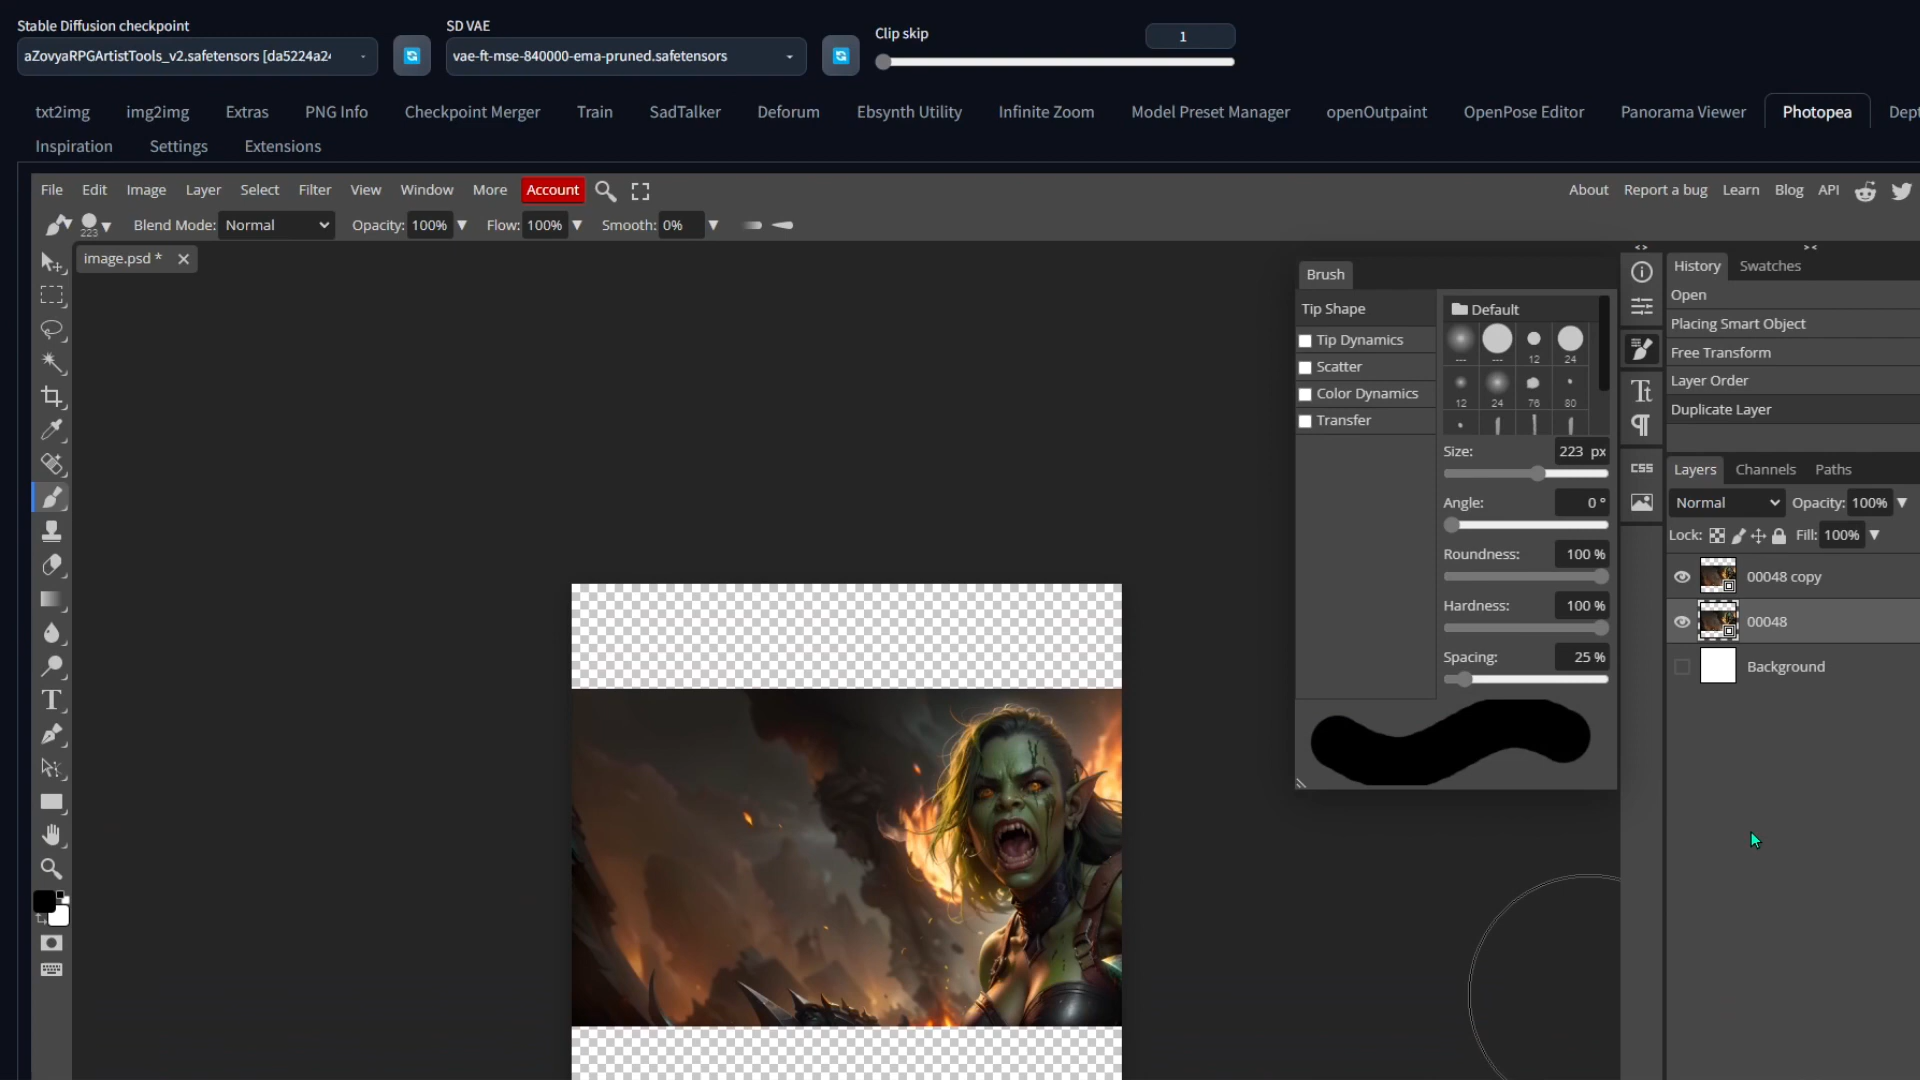 Stable Diffusion checkpoint
SD VAE
Clip skip
1
aZovyaRPGArtistTools_v2.safetensors [da5224a24
vae-ft-mse-840000-ema-pruned.safetensors
txt2img img2img Extras PNG Info Checkpoint Merger Train SadTalker Deforum Ebsynth Utility Infinite Zoom Model Preset Manager openOutpaint OpenPose Editor Panorama Viewer Photopea Dept
Inspiration Settings Extensions
File Edit Image Layer Select Filter View Window More Account
About Report a bug Learn Blog API
223 Blend Mode: Normal Opacity: 100% Flow: 100% Smooth: 0%
image.psd *
Brush
Tip Shape
Tip Dynamics
Scatter
Color Dynamics
Transfer
Default
--- --- 12 24
12 24 76 80
Size: 223 px
Angle: 0 °
Roundness: 100 %
Hardness: 100 %
Spacing: 25 %
CSS
History Swatches
Open
Placing Smart Object
Free Transform
Layer Order
Duplicate Layer
Layers Channels Paths
Normal Opacity: 100%
Lock: Fill: 100%
00048 copy
00048
Background